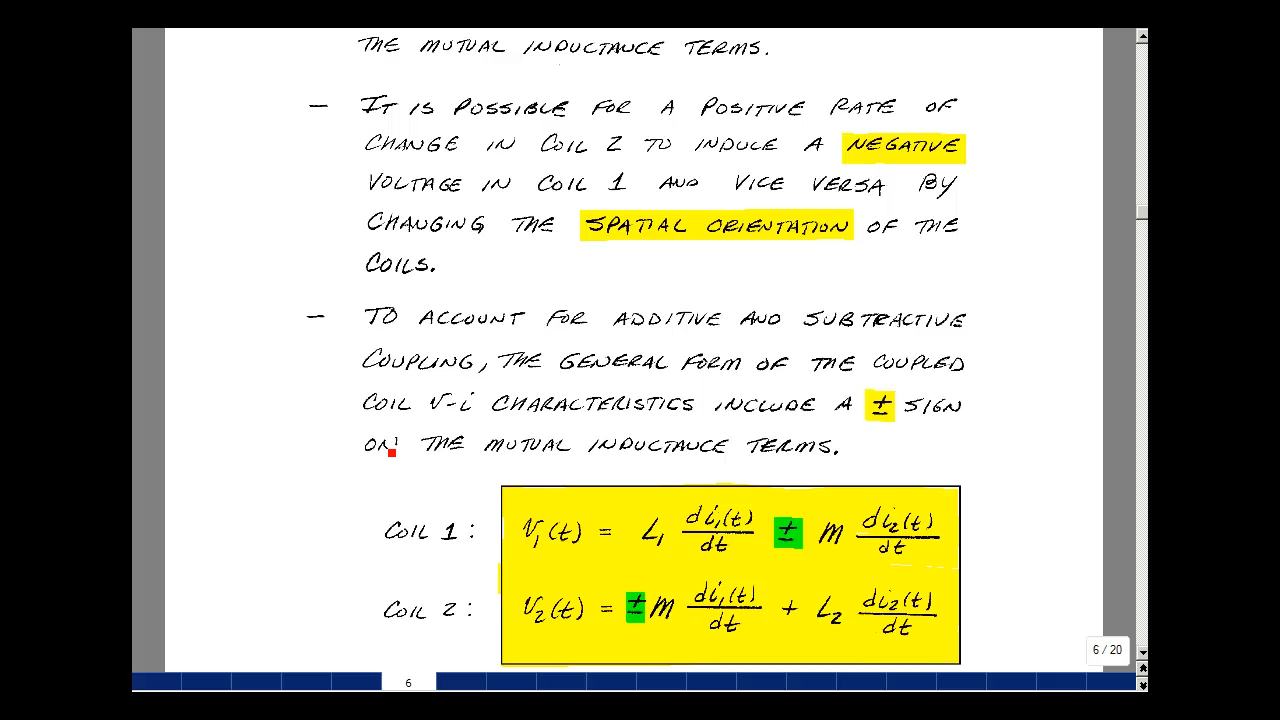 THE MUTUAL INDUCTANCE TERMS.
— IT IS POSSIBLE FOR A POSITIVE RATE OF
CHANGE IN COIL 2 TO INDUCE A NEGATIVE
VOLTAGE IN COIL 1 AND VICE VERSA BY
CHANGING THE SPATIAL ORIENTATION OF THE
COILS.
— TO ACCOUNT FOR ADDITIVE AND SUBTRACTIVE
COUPLING, THE GENERAL FORM OF THE COUPLED
COIL V-i CHARACTERISTICS INCLUDE A ± SIGN
ON THE MUTUAL INDUCTANCE TERMS.
COIL 1: v₁(t) = L₁ di₁(t)/dt ± M di₂(t)/dt
COIL 2: v₂(t) = ±M di₁(t)/dt + L₂ di₂(t)/dt
6 / 20
6